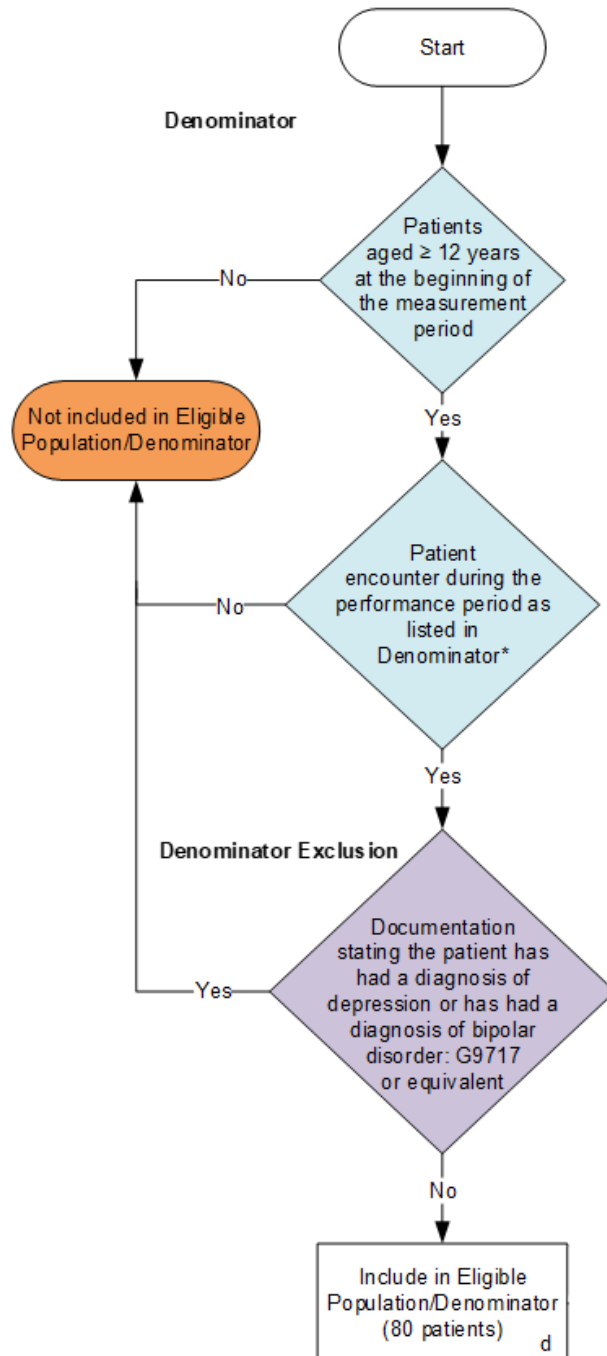 Start
Denominator
Patients
aged ≥ 12 years
at the beginning of
the measurement
period
No
Not included in Eligible
Population/Denominator
Yes
Patient
encounter during the
performance period as
listed in
Denominator*
No
Yes
Denominator Exclusion
Documentation
stating the patient has
had a diagnosis of
depression or has had a
diagnosis of bipolar
disorder: G9717
or equivalent
Yes
No
Include in Eligible
Population/Denominator
(80 patients)
d